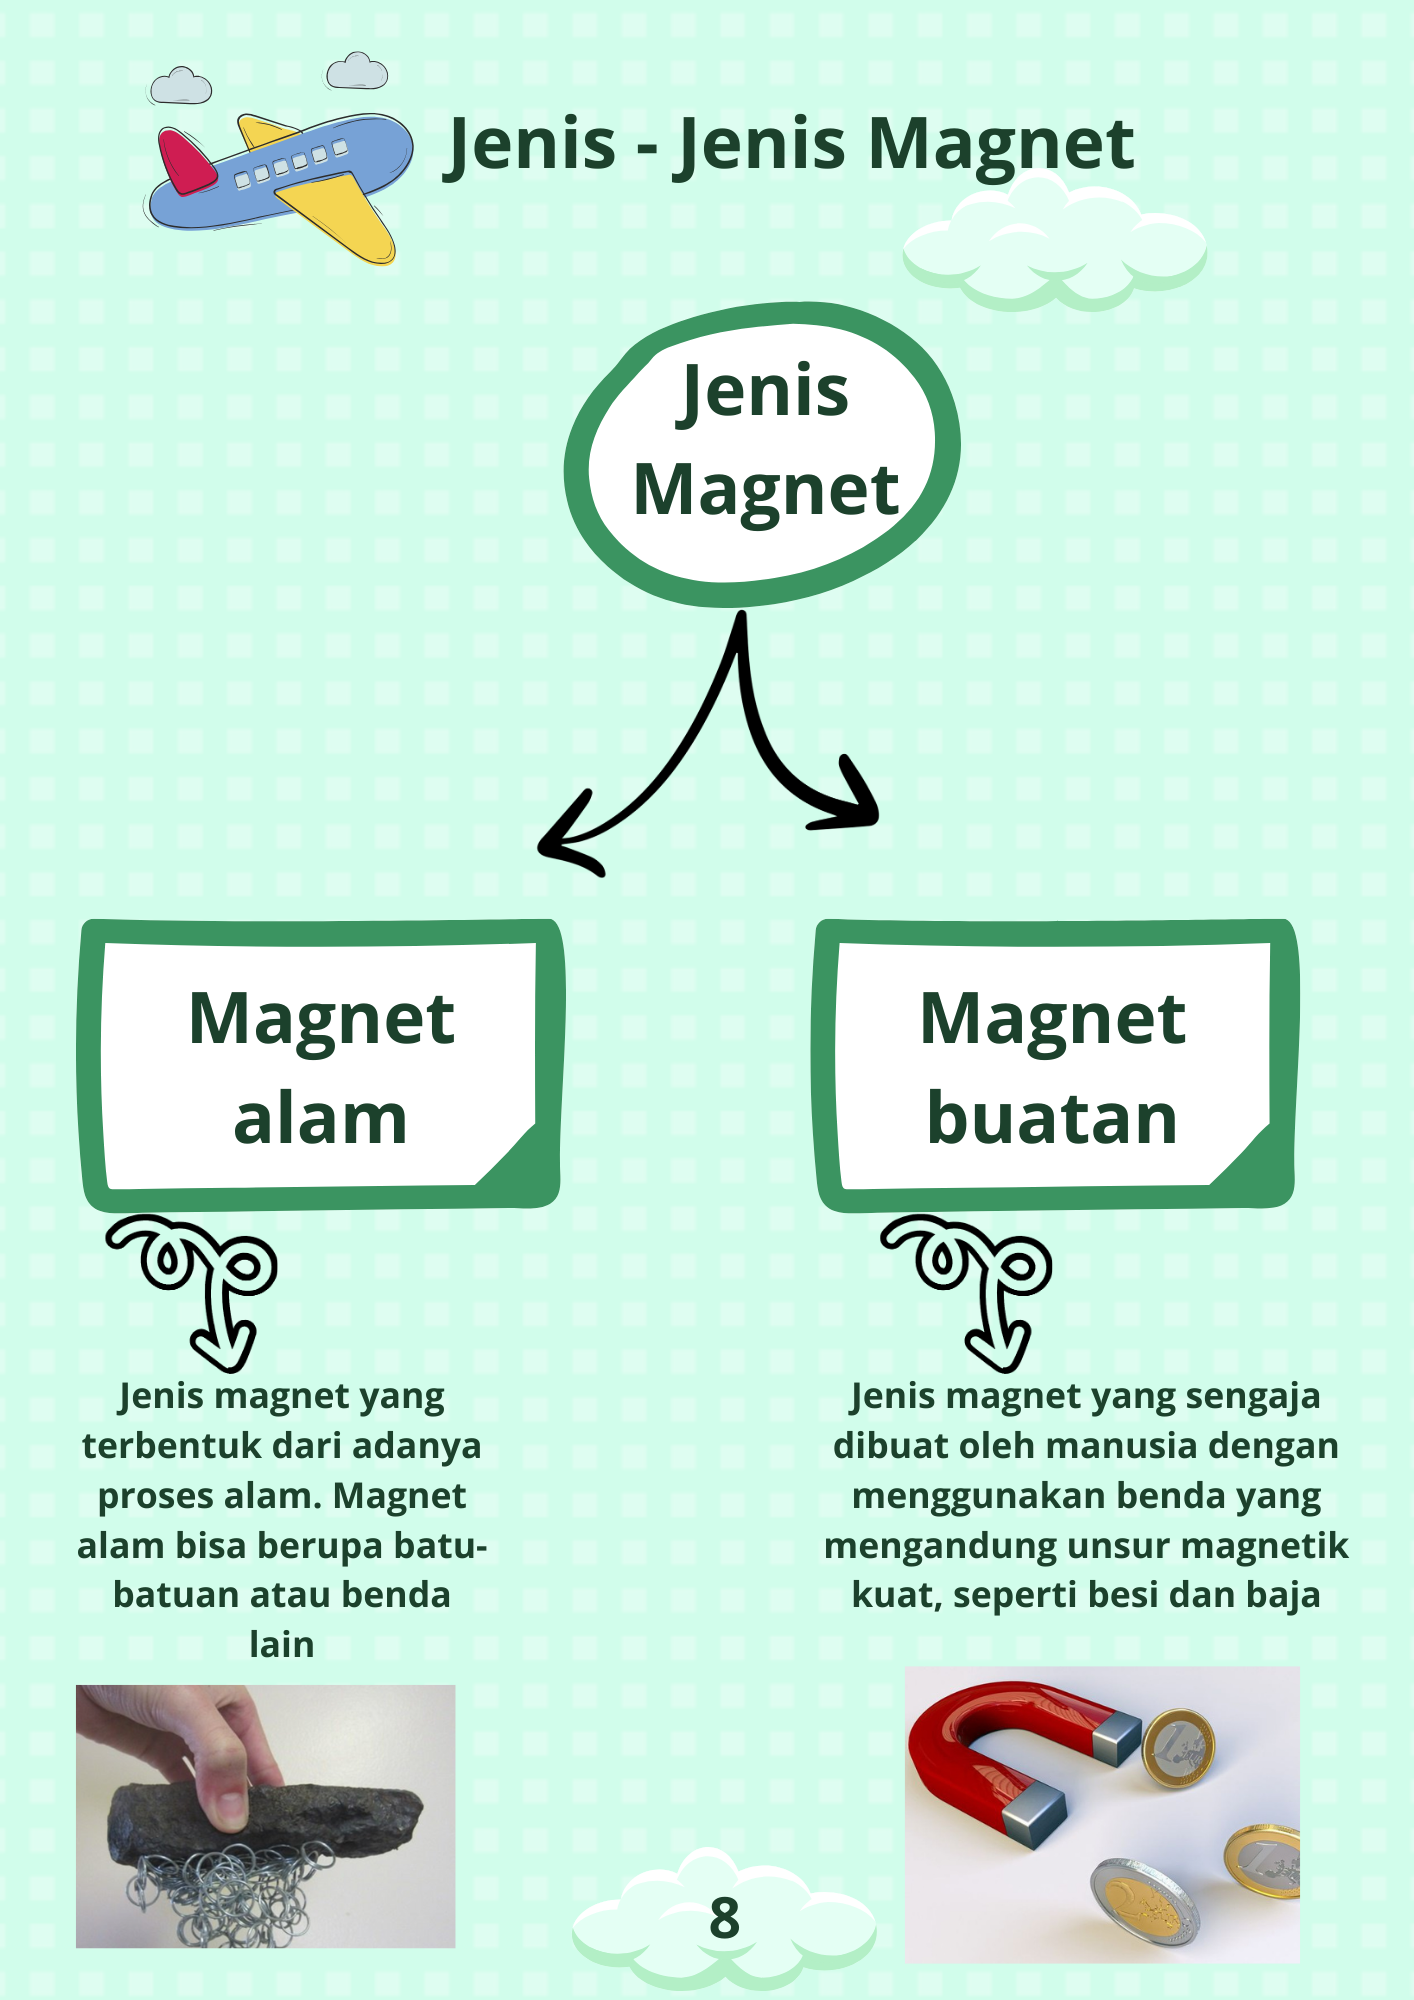 Jenis - Jenis Magnet
Jenis
Magnet
Magnet
alam
Magnet
buatan
Jenis magnet yang
terbentuk dari adanya
proses alam. Magnet
alam bisa berupa batu-
batuan atau benda
lain
Jenis magnet yang sengaja
dibuat oleh manusia dengan
menggunakan benda yang
mengandung unsur magnetik
kuat, seperti besi dan baja
1
2
8